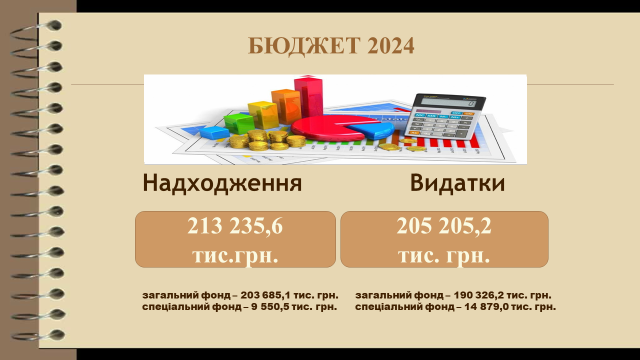 БЮДЖЕТ 2024
Надходження
Видатки
213 235,6
тис.грн.
205 205,2
тис. грн.
загальний фонд – 203 685,1 тис. грн.
спеціальний фонд – 9 550,5 тис. грн.
загальний фонд – 190 326,2 тис. грн.
спеціальний фонд – 14 879,0 тис. грн.